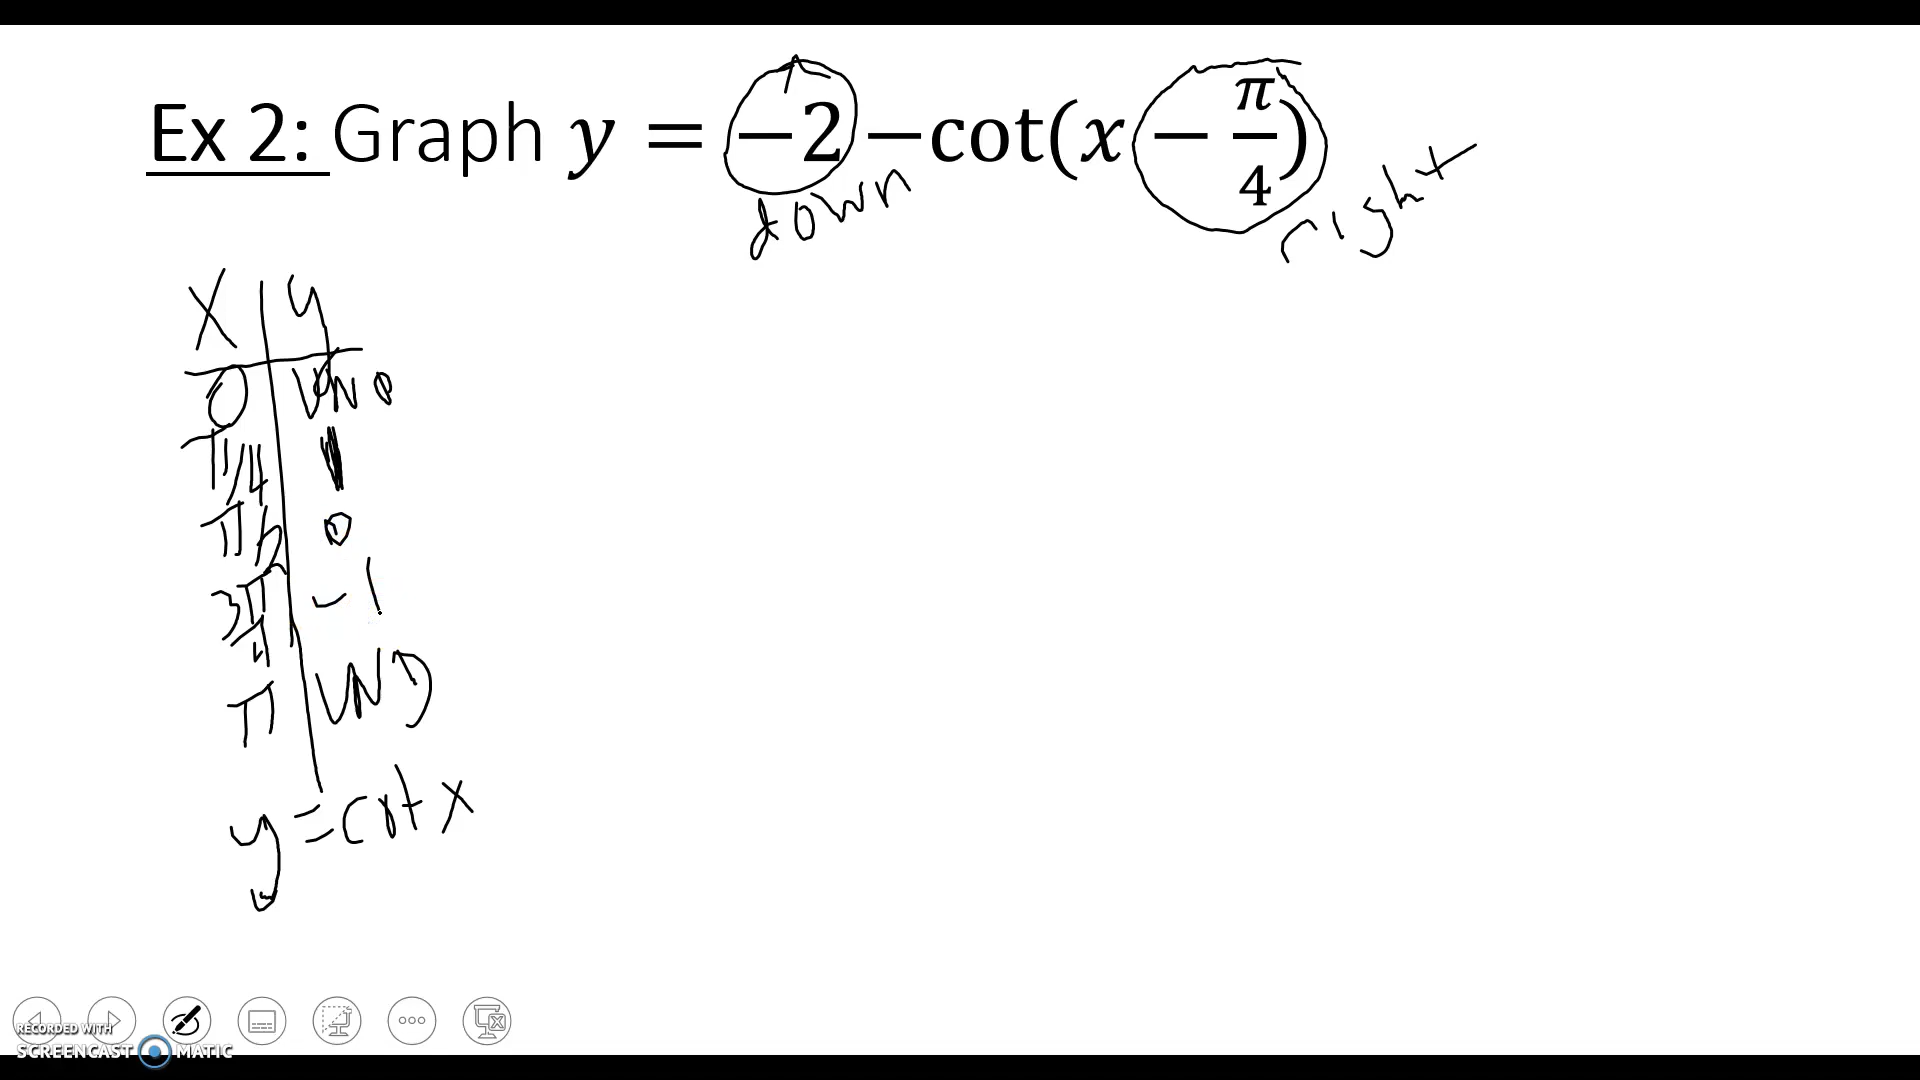 Ex 2: Graph y = −2 −cot(x − π/4)
down
right
x | y
0 | UND
π/4 | 1
π/2 | 0
3π/4 | -1
π | UND
y = cot x
RECORDED WITH
SCREENCAST MATIC